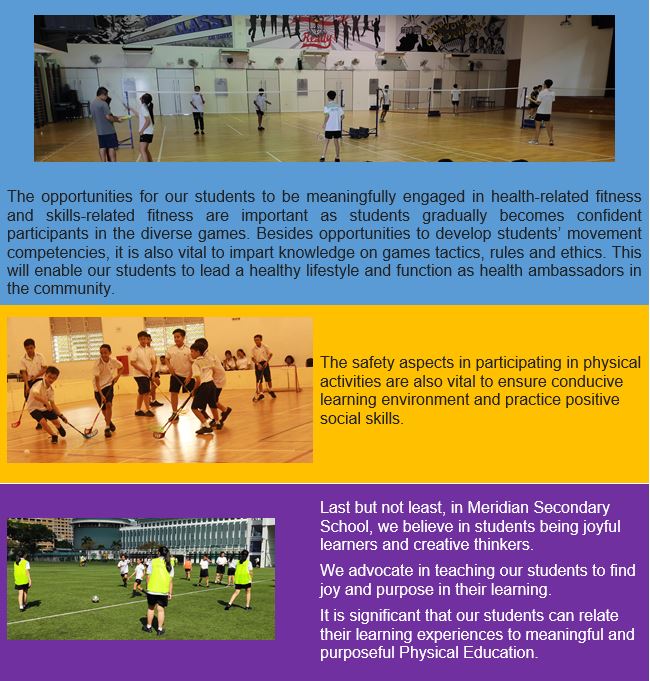 Ready
The opportunities for our students to be meaningfully engaged in health-related fitness
and skills-related fitness are important as students gradually becomes confident
participants in the diverse games. Besides opportunities to develop students' movement
competencies, it is also vital to impart knowledge on games tactics, rules and ethics. This
will enable our students to lead a healthy lifestyle and function as health ambassadors in
the community.
The safety aspects in participating in physical
activities are also vital to ensure conducive
learning environment and practice positive
social skills.
Last but not least, in Meridian Secondary
School, we believe in students being joyful
learners and creative thinkers.
We advocate in teaching our students to find
joy and purpose in their learning.
It is significant that our students can relate
their learning experiences to meaningful and
purposeful Physical Education.